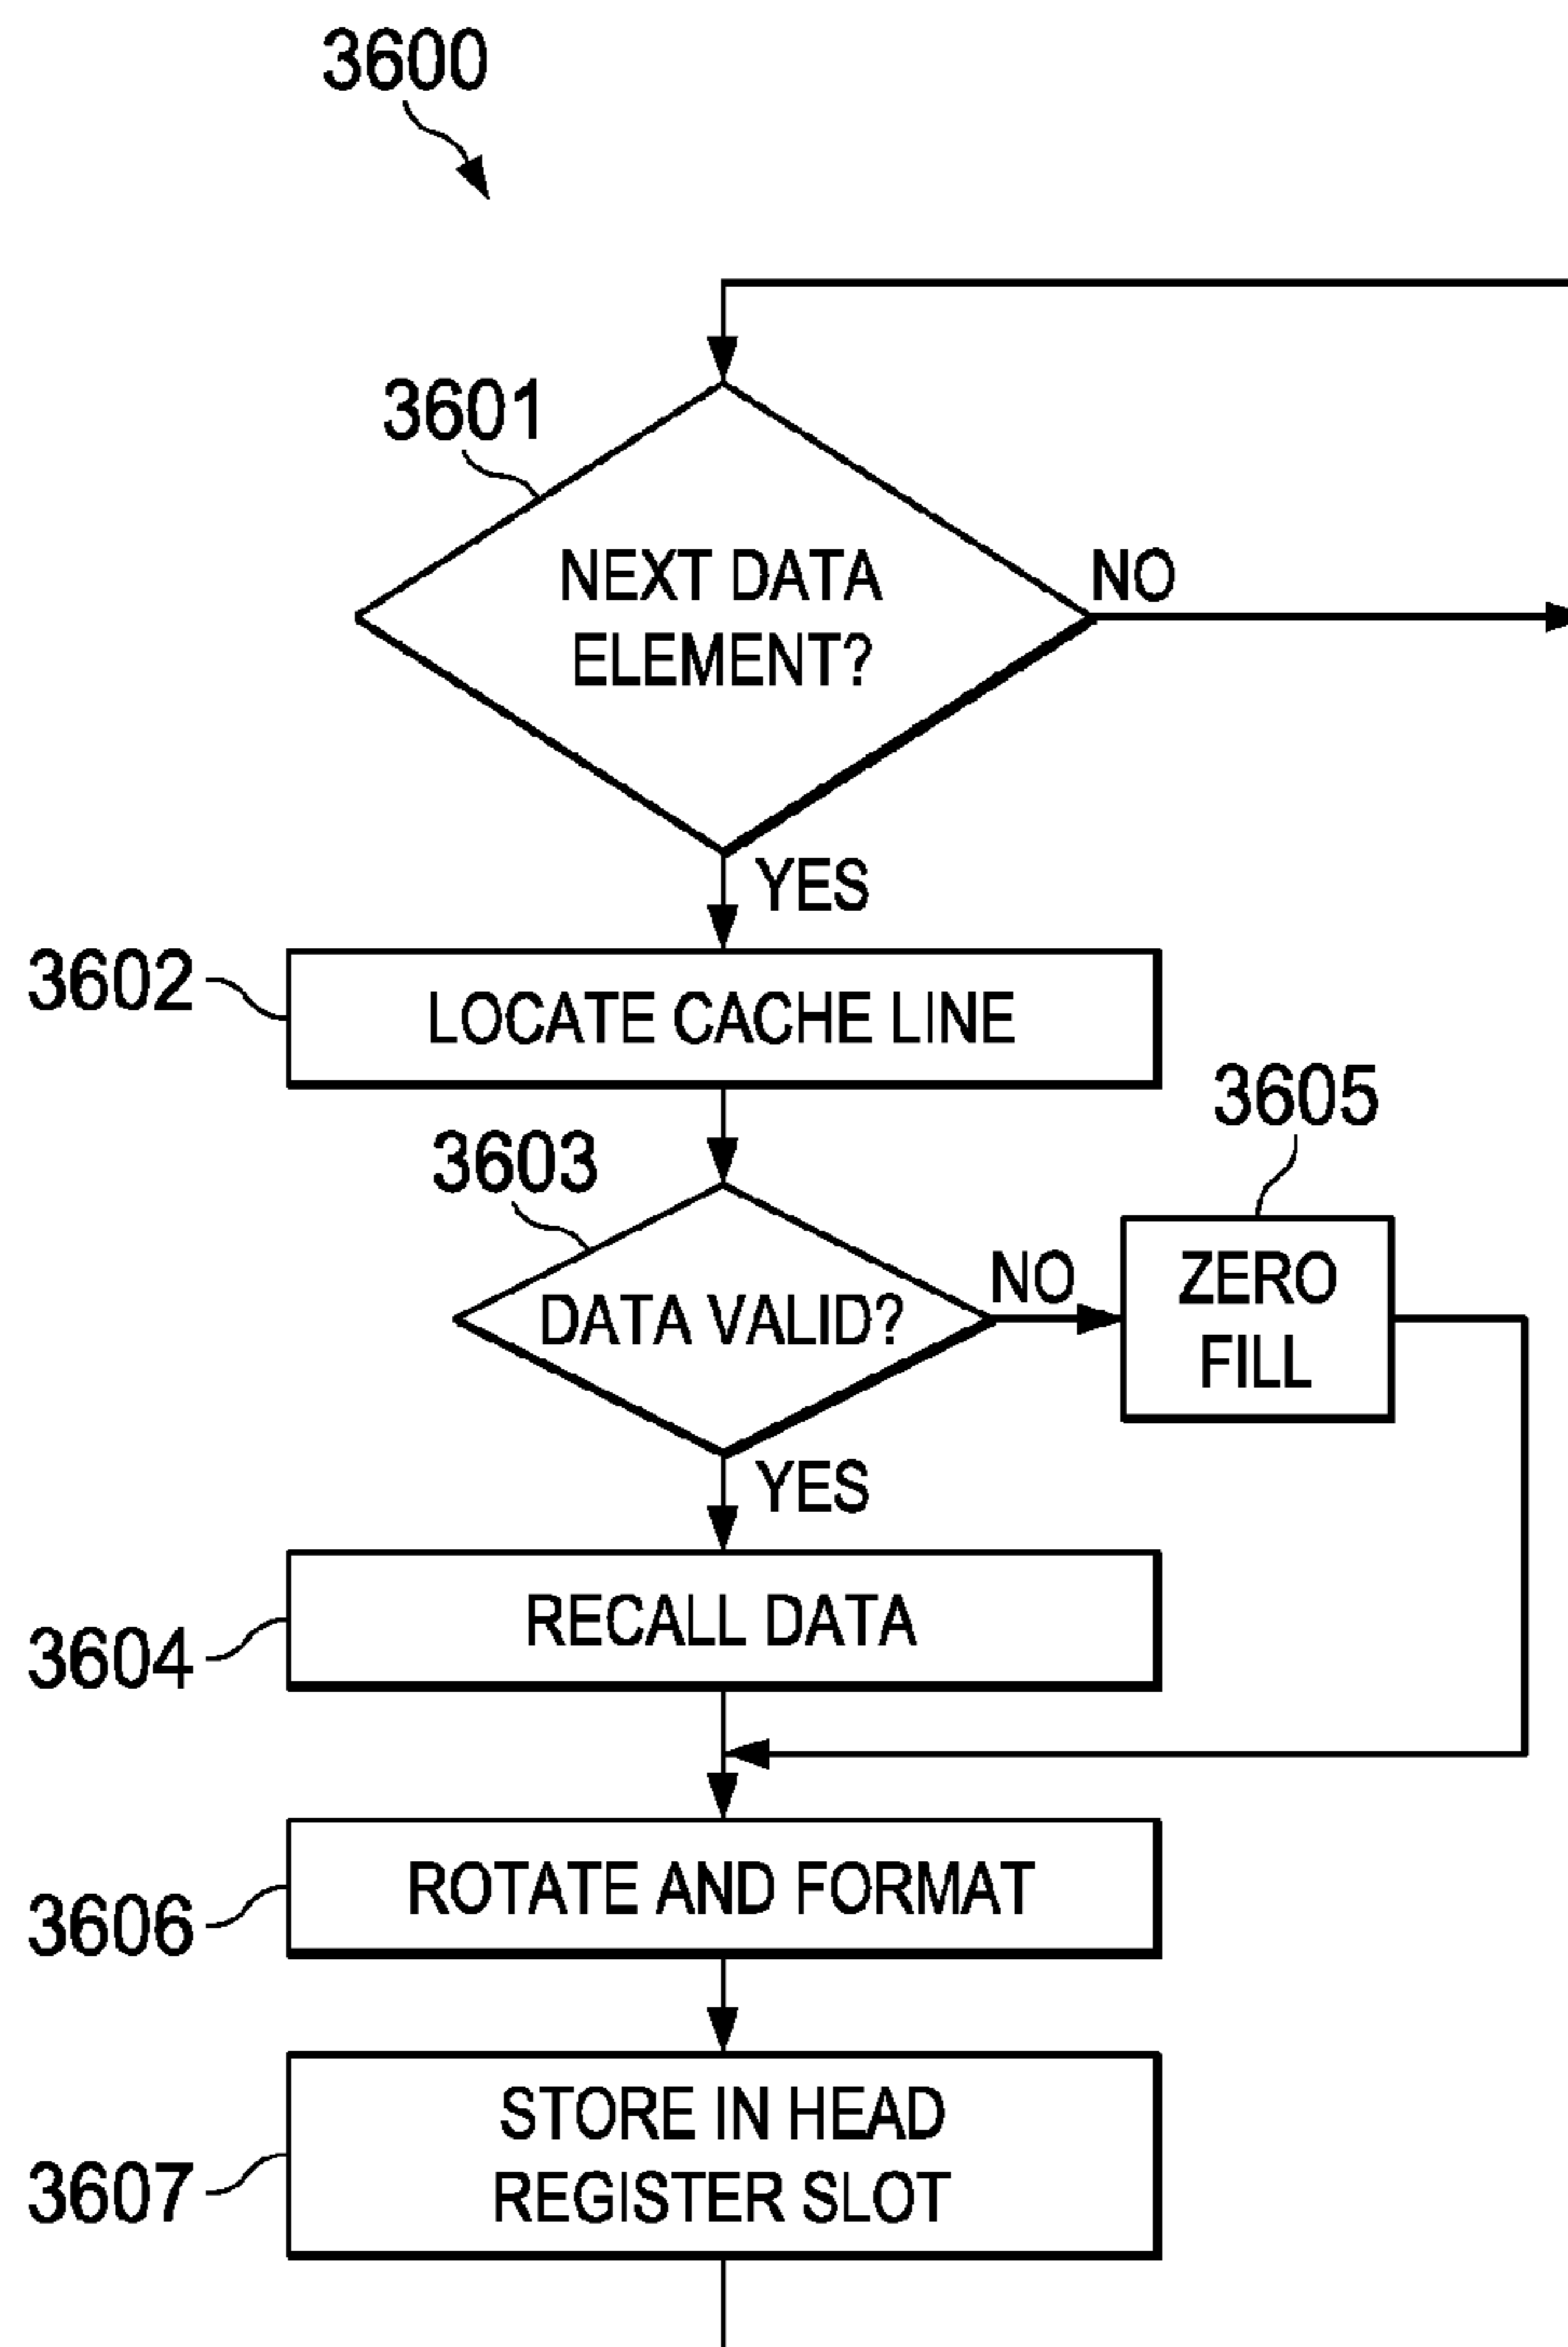 3600
3601
NEXT DATA
ELEMENT?
NO
YES
3602
LOCATE CACHE LINE
3603
3605
DATA VALID?
NO
ZERO
FILL
YES
3604
RECALL DATA
3606
ROTATE AND FORMAT
3607
STORE IN HEAD
REGISTER SLOT